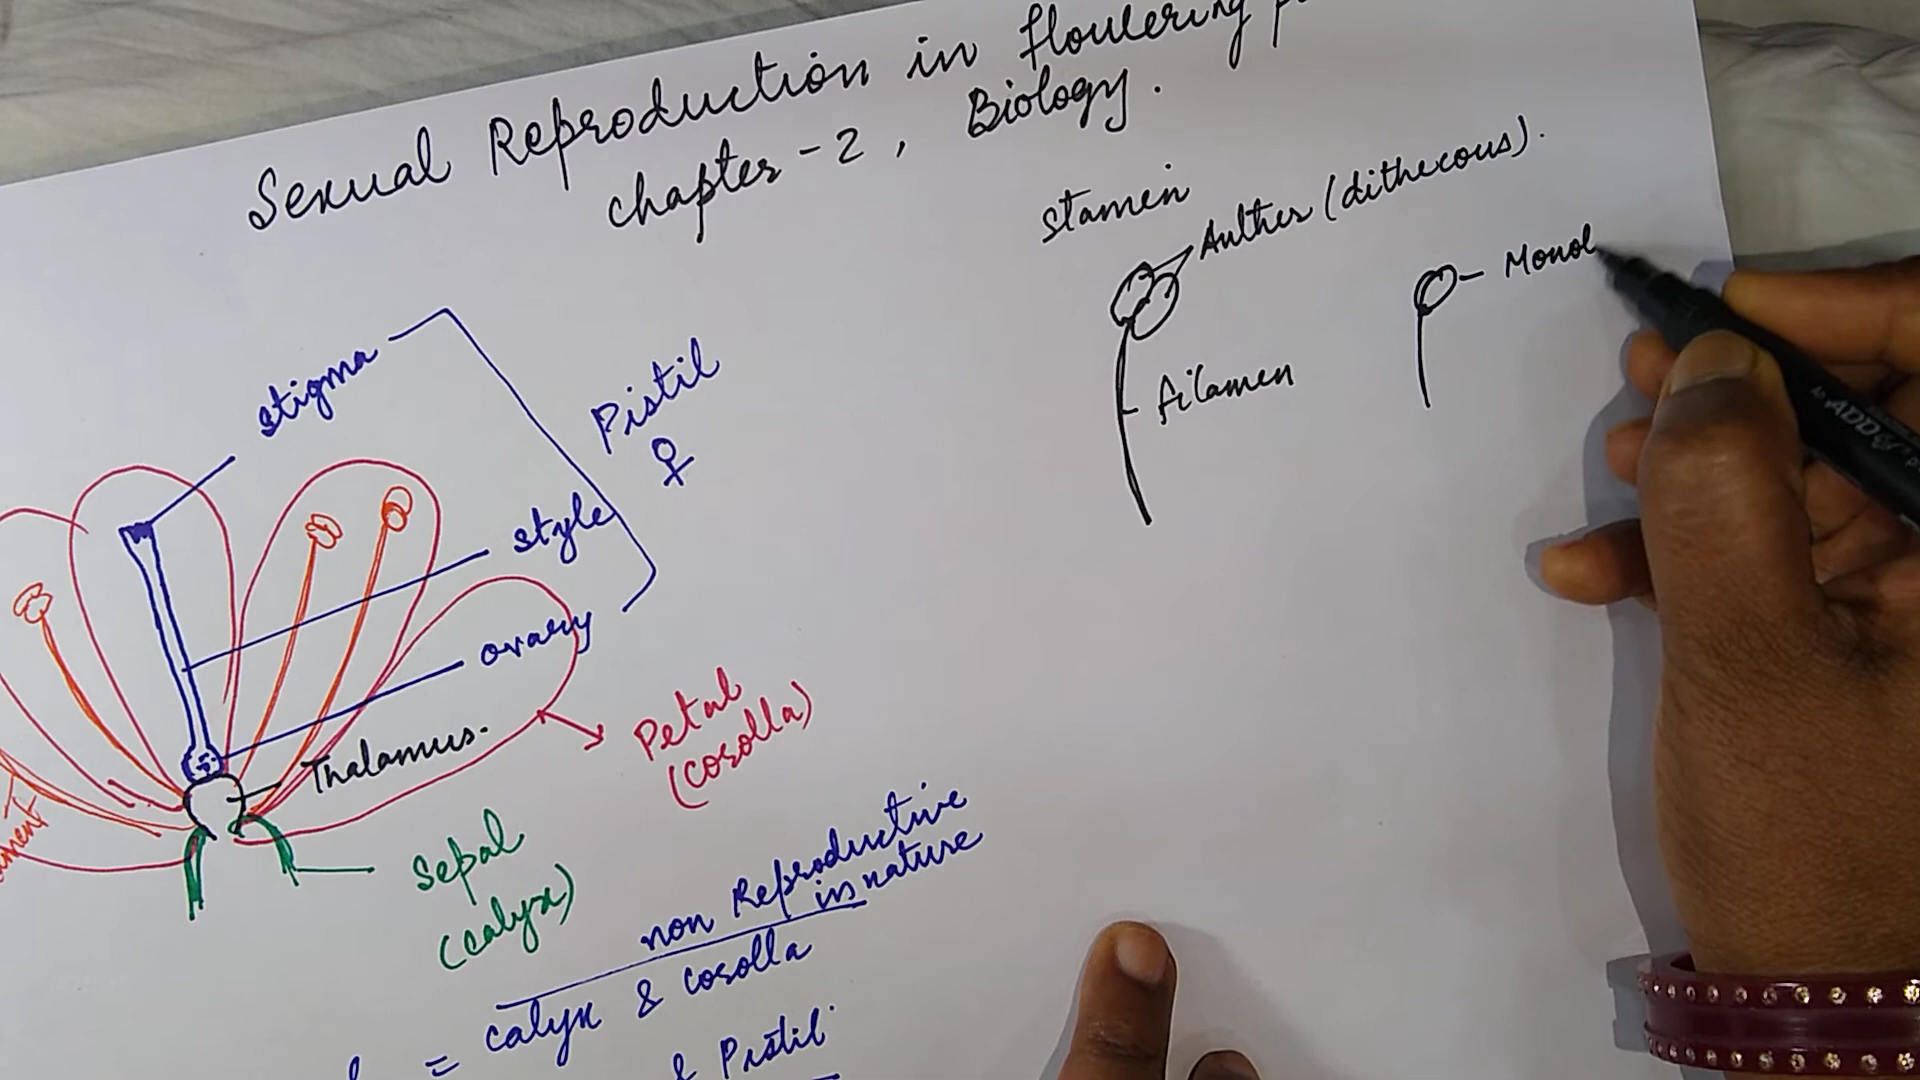 Sexual Reproduction in flowering
chapter - 2 , Biology .
stamen
Anther (dithecous).
Monol
filamen
stigma
Pistil
♀
style
ovary
Thalamus.
Petal
(corolla)
Sepal
(calyx)
non Reproductive
in nature
= calyx & corolla
& Pistil
ADD